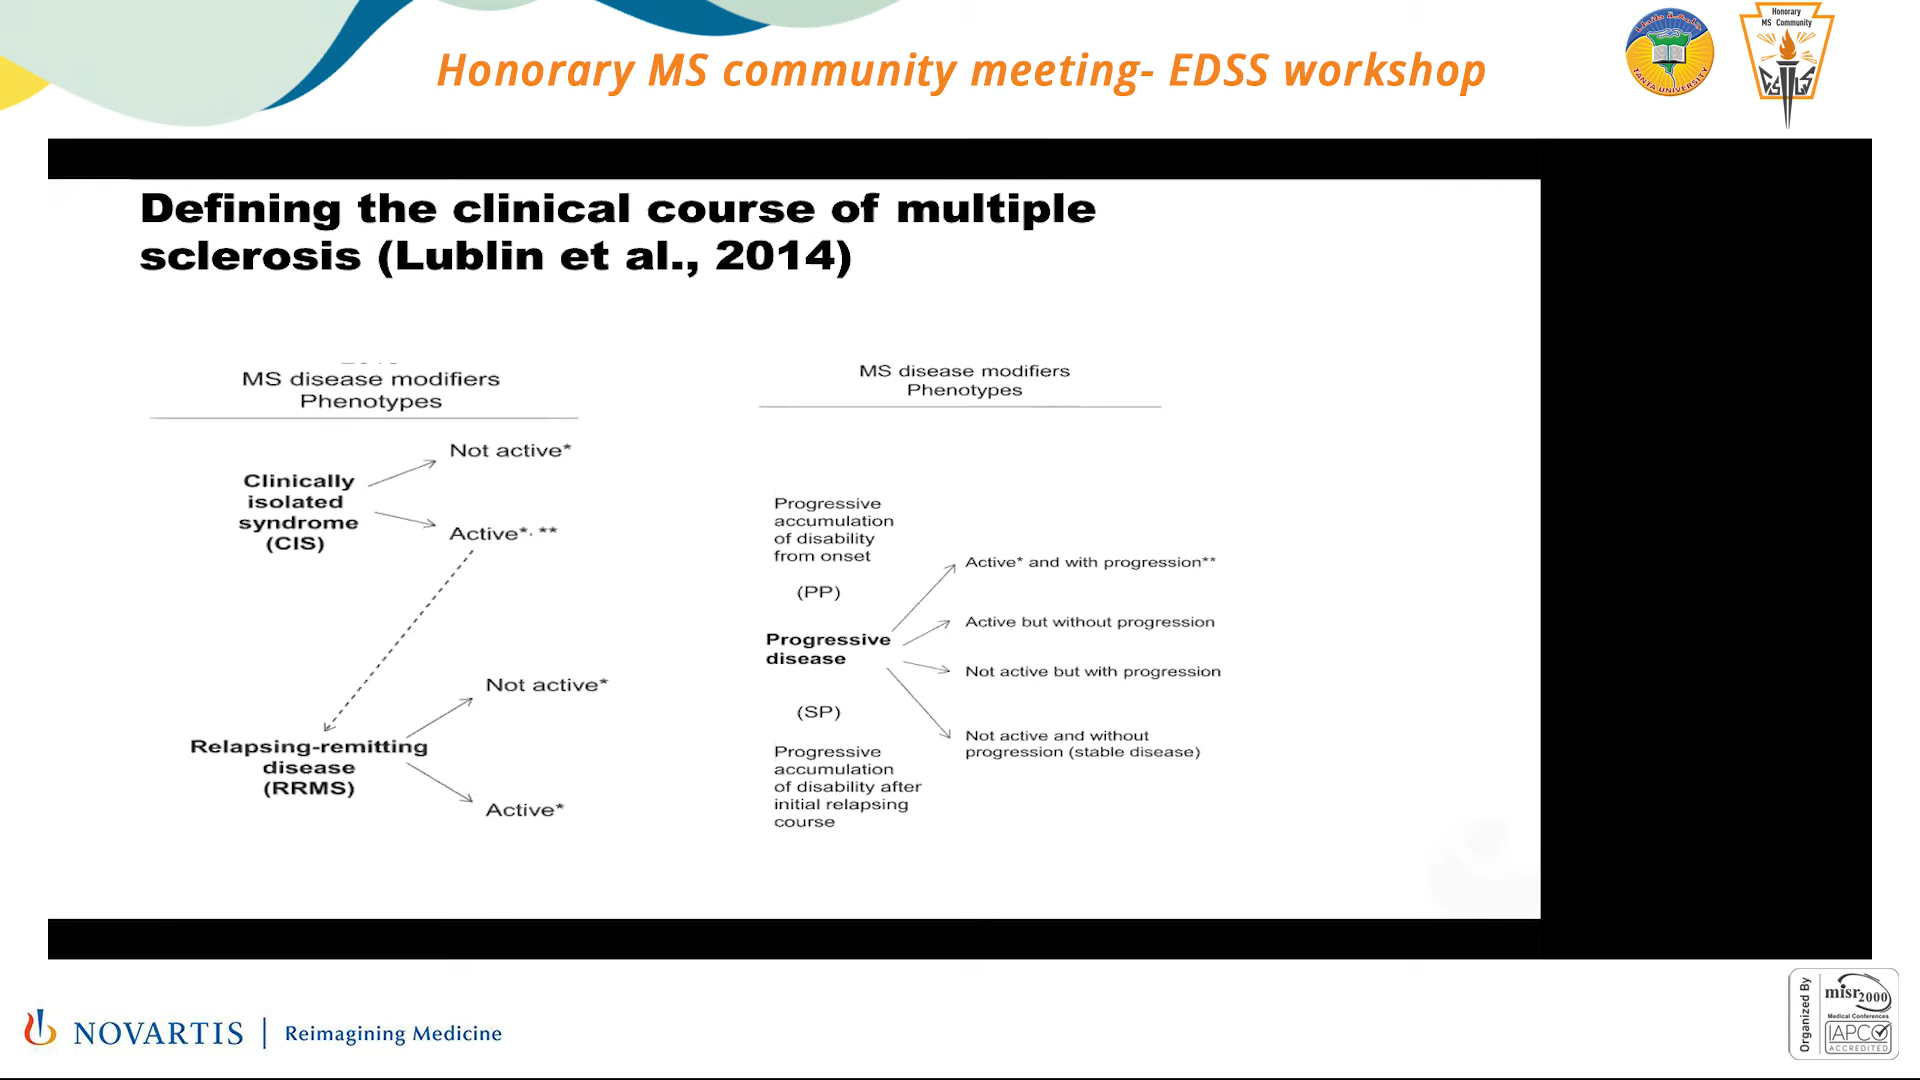 Honorary MS community meeting- EDSS workshop
Honorary
MS Community
TANTA UNIVERSITY
Defining the clinical course of multiple
sclerosis (Lublin et al., 2014)
MS disease modifiers
Phenotypes
Not active*
Clinically
isolated
syndrome
(CIS)
Active*, **
Not active*
Relapsing-remitting
disease
(RRMS)
Active*
MS disease modifiers
Phenotypes
Progressive
accumulation
of disability
from onset
(PP)
Active* and with progression**
Active but without progression
Progressive
disease
Not active but with progression
(SP)
Not active and without
progression (stable disease)
Progressive
accumulation
of disability after
initial relapsing
course
NOVARTIS | Reimagining Medicine
Organized By
misr2000
Medical Conferences
IAPCO
ACCREDITED